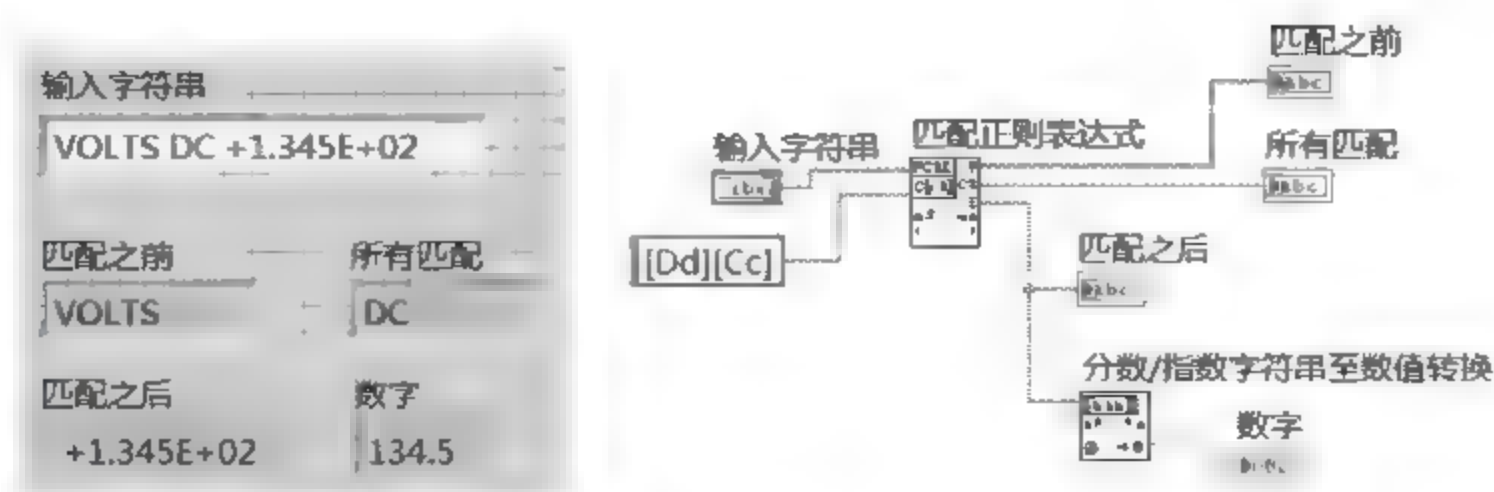 输入字符串
VOLTS DC +1.345E+02
匹配之前
所有匹配
VOLTS
DC
匹配之后
数字
+1.345E+02
134.5
匹配之前
abc
输入字符串
匹配正则表达式
所有匹配
abc
[Dd][Cc]
匹配之后
abc
分数/指数字符串至数值转换
数字